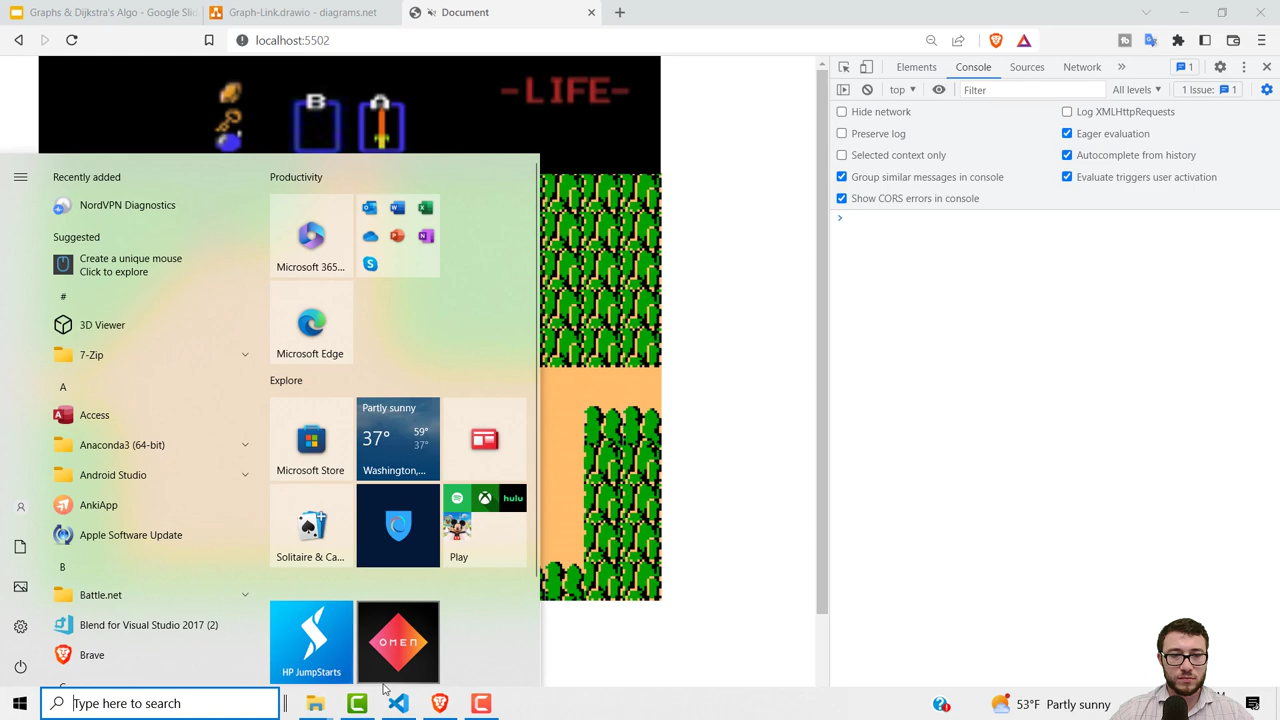 Graphs & Dijkstra's Algo - Google Slid
Graph-Link.drawio - diagrams.net
Document
localhost:5502
-LIFE-
B
A
Elements
Console
Sources
Network
1
top
Filter
All levels
1 Issue:
1
Hide network
Log XMLHttpRequests
Preserve log
Eager evaluation
Selected context only
Autocomplete from history
Group similar messages in console
Evaluate triggers user activation
Show CORS errors in console
Recently added
NordVPN Diagnostics
Suggested
Create a unique mouse
Click to explore
#
3D Viewer
7-Zip
A
Access
Anaconda3 (64-bit)
Android Studio
AnkiApp
Apple Software Update
B
Battle.net
Blend for Visual Studio 2017 (2)
Brave
Productivity
Microsoft 365...
Microsoft Edge
Explore
Microsoft Store
Partly sunny
37°
59°
37°
Washington,...
Solitaire & Ca...
hulu
Play
HP JumpStarts
OMEN
Type here to search
53°F Partly sunny